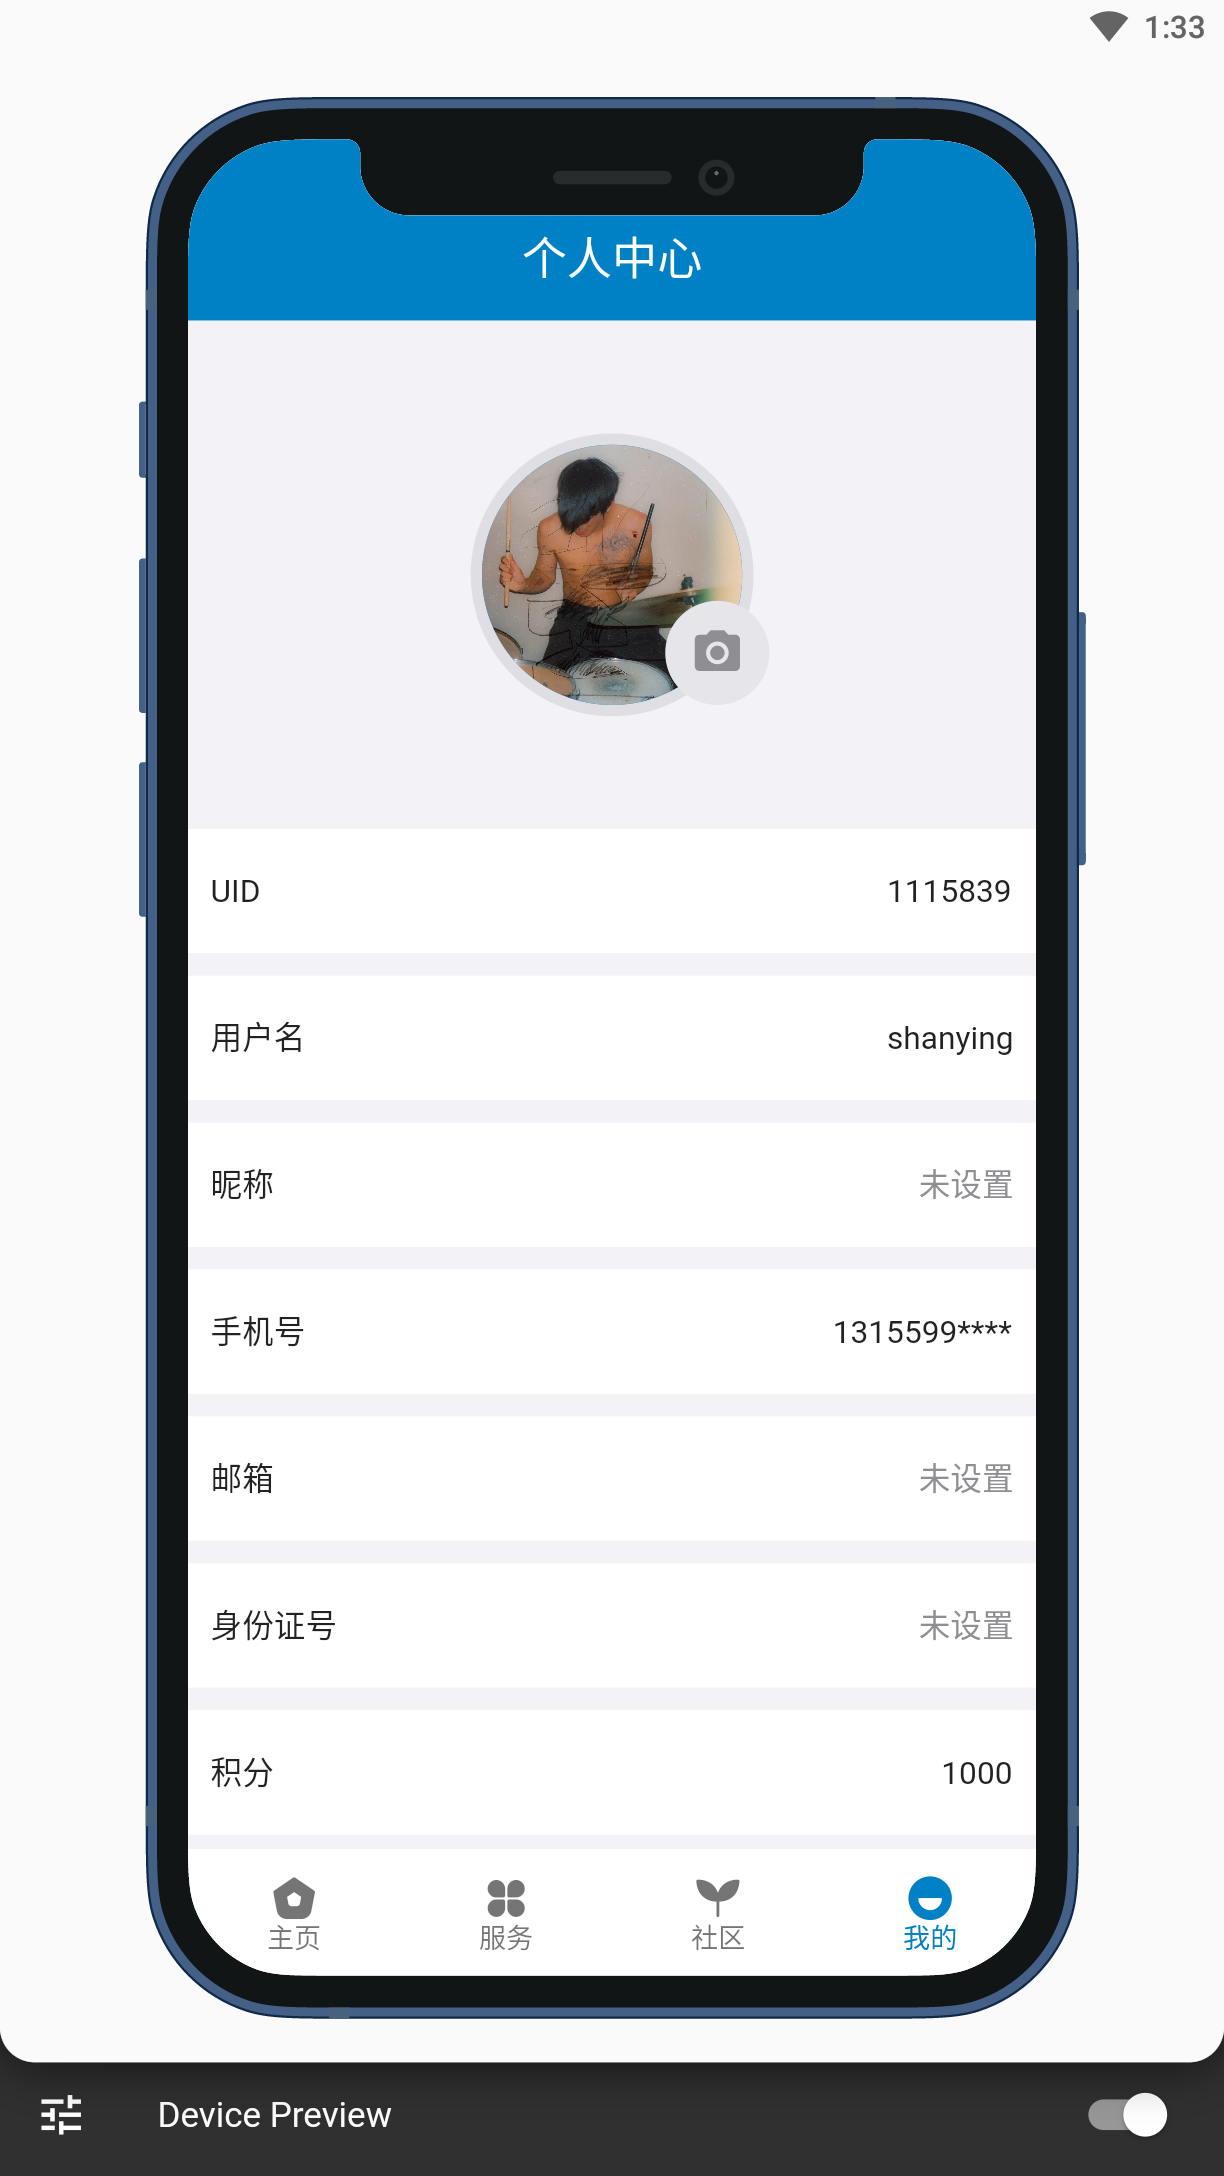 1:33
个人中心
UID 1115839
用户名 shanying
昵称 未设置
手机号 1315599****
邮箱 未设置
身份证号 未设置
积分 1000
主页 服务 社区 我的
Device Preview